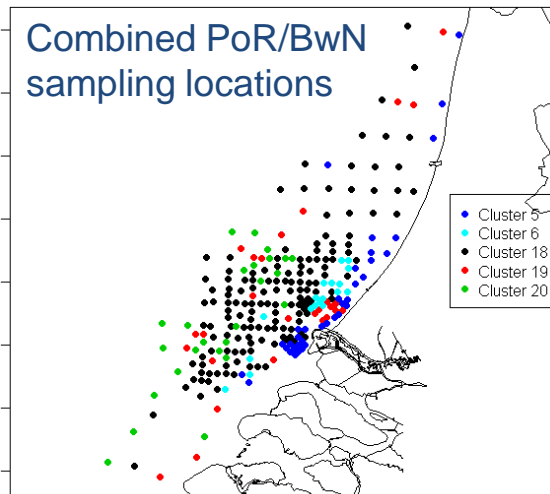 Combined PoR/BwN
sampling locations
Cluster 5
Cluster 6
Cluster 18
Cluster 19
Cluster 20